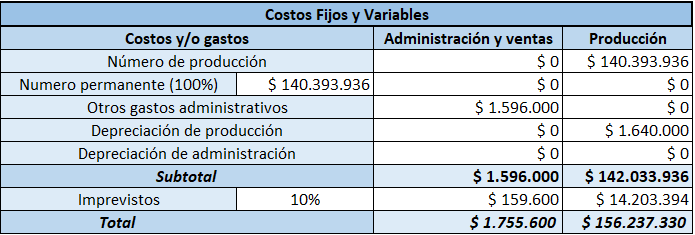 Costos Fijos y Variables
Costos y/o gastos Administración y ventas Producción
Número de producción $ 0 $ 140.393.936
Numero permanente (100%) $ 140.393.936 $ 0 $ 0
Otros gastos administrativos $ 1.596.000 $ 0
Depreciación de producción $ 0 $ 1.640.000
Depreciación de administración $ 0 $ 0
Subtotal $ 1.596.000 $ 142.033.936
Imprevistos 10% $ 159.600 $ 14.203.394
Total $ 1.755.600 $ 156.237.330